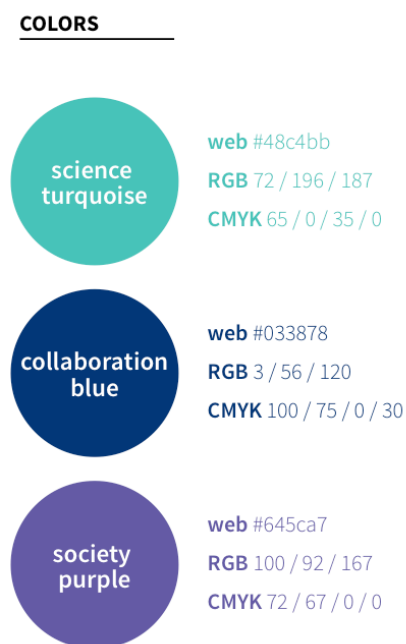 COLORS
science
turquoise
web #48c4bb
RGB 72 / 196 / 187
CMYK 65 / 0 / 35 / 0
collaboration
blue
web #033878
RGB 3 / 56 / 120
CMYK 100 / 75 / 0 / 30
society
purple
web #645ca7
RGB 100 / 92 / 167
CMYK 72 / 67 / 0 / 0